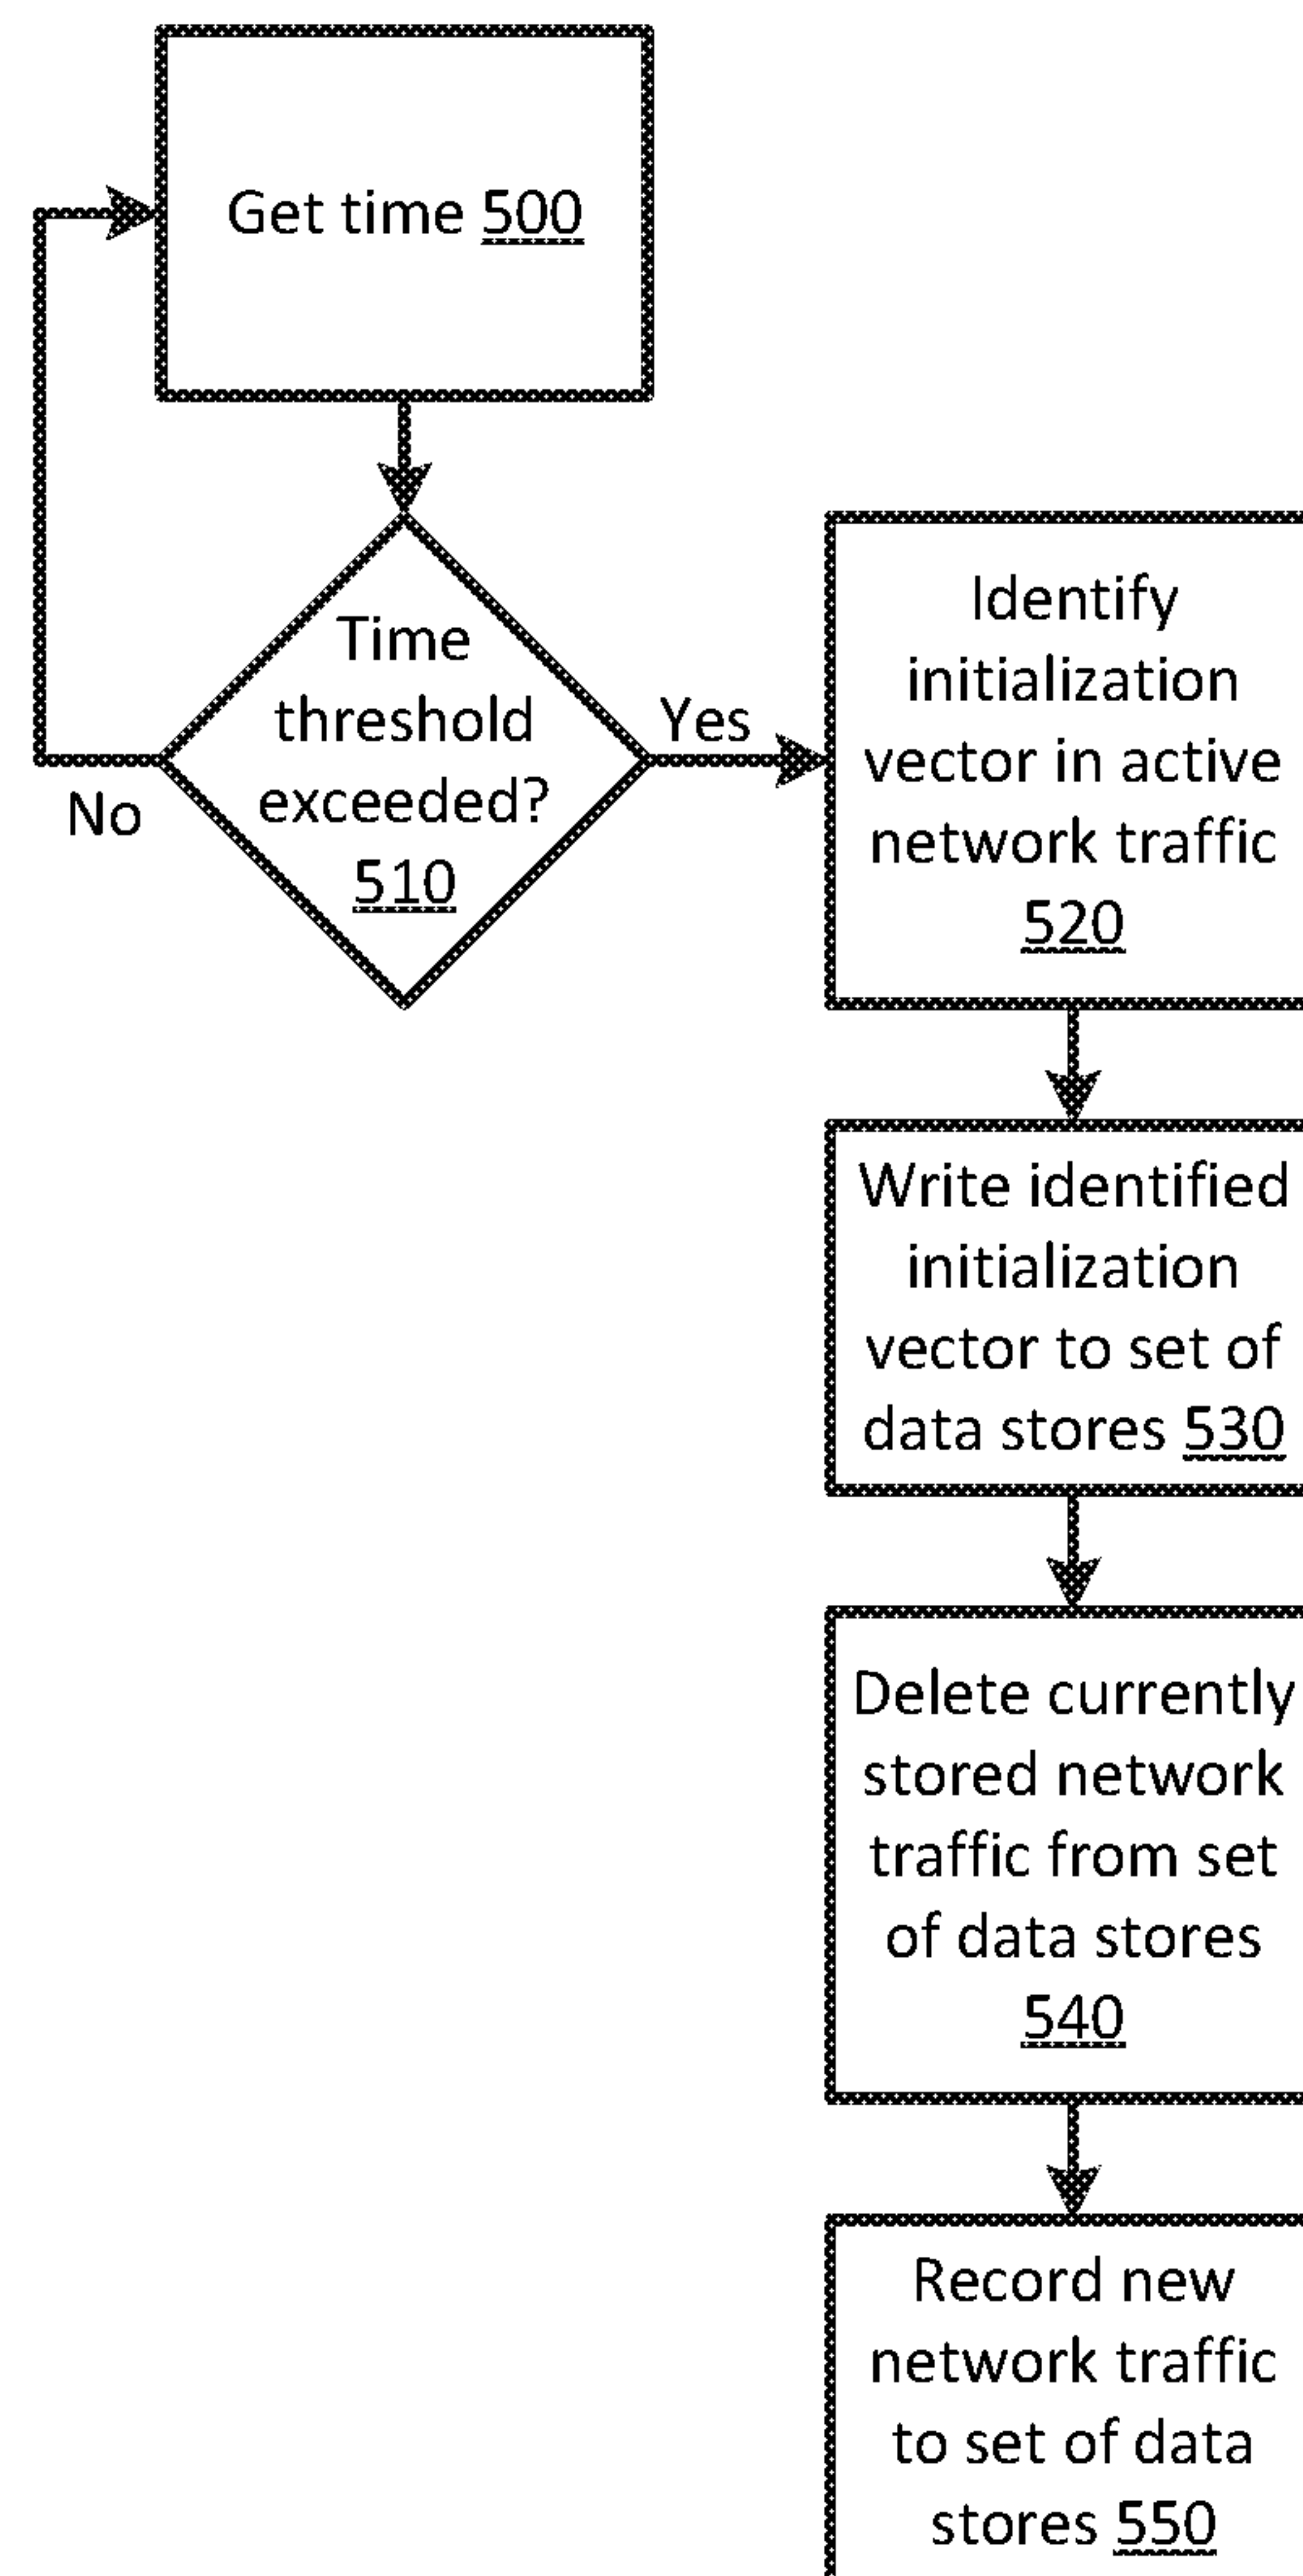 Get time 500
Time
threshold
exceeded?
510
No
Yes
Identify
initialization
vector in active
network traffic
520
Write identified
initialization
vector to set of
data stores 530
Delete currently
stored network
traffic from set
of data stores
540
Record new
network traffic
to set of data
stores 550